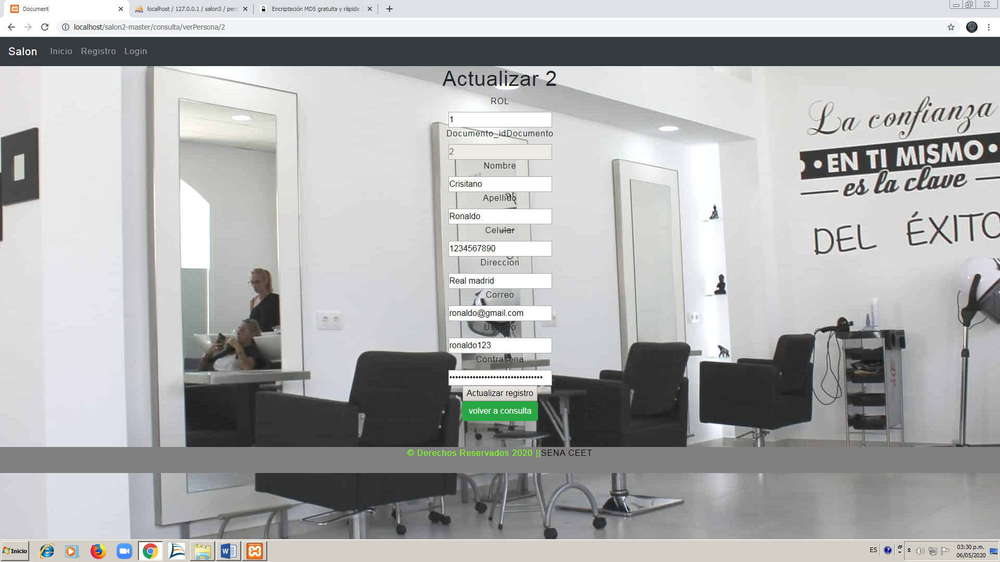 Document
localhost / 127.0.0.1 / salon3 / pers
Encriptación MD5 gratuita y rápida
localhost/salon2-master/consulta/verPersona/2
Salon
Inicio
Registro
Login
Actualizar 2
ROL
1
Documento_idDocumento
2
Nombre
Crisitano
Apellido
Ronaldo
Celular
1234567890
Direccion
Real madrid
Correo
ronaldo@gmail.com
Usuario
ronaldo123
Contrasena
••••••••••••••••••••••••••••••••
Actualizar registro
volver a consulta
La confianza
EN TI MISMO
es la clave
DEL ÉXITO
© Derechos Reservados 2020 ||SENA CEET
Inicio
ES
03:30 p.m.
06/05/2020